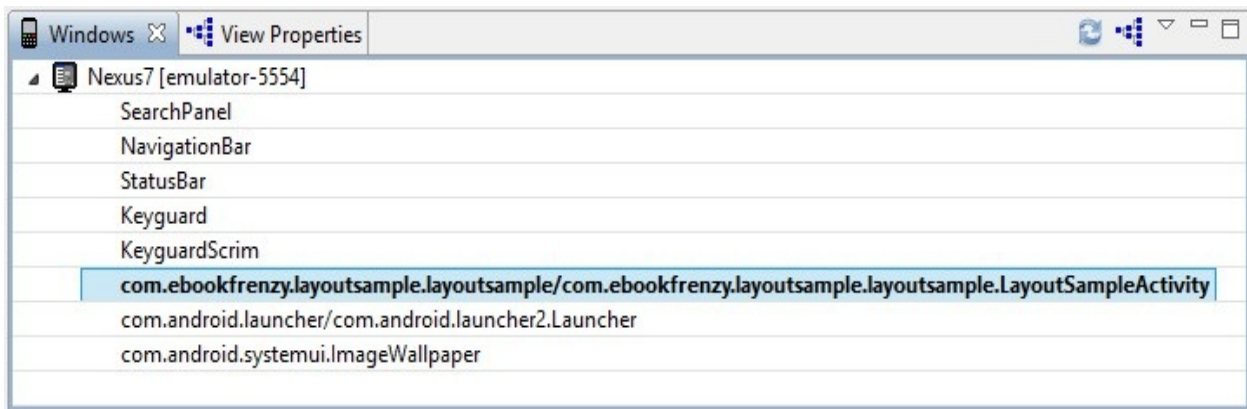 Windows View Properties
Nexus7 [emulator-5554]
SearchPanel
NavigationBar
StatusBar
Keyguard
KeyguardScrim
com.ebookfrenzy.layoutsample.layoutsample/com.ebookfrenzy.layoutsample.layoutsample.LayoutSampleActivity
com.android.launcher/com.android.launcher2.Launcher
com.android.systemui.ImageWallpaper